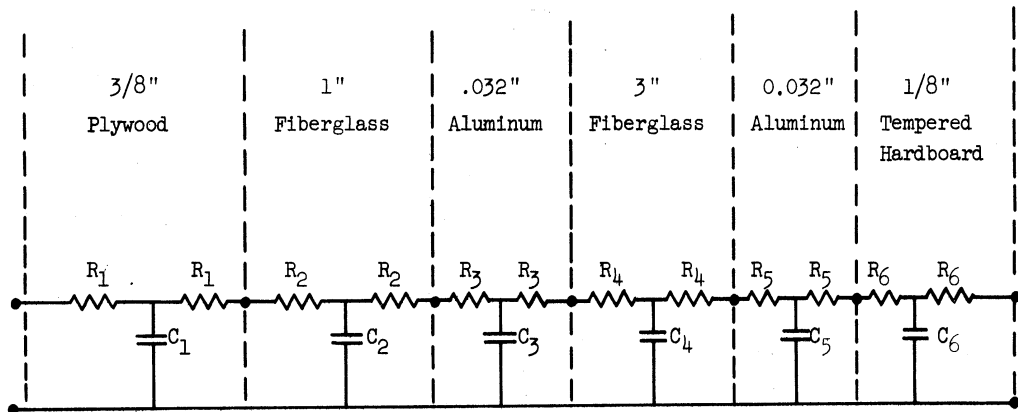 3/8" 1" .032" 3" 0.032" 1/8"
Plywood Fiberglass Aluminum Fiberglass Aluminum Tempered
Hardboard
R1 R1 R2 R2 R3 R3 R4 R4 R5 R5 R6 R6
C1 C2 C3 C4 C5 C6